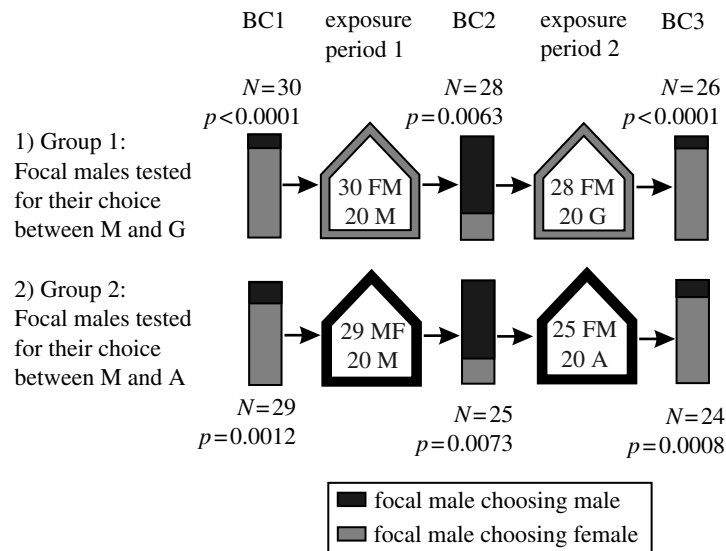 BC1 exposure period 1 BC2 exposure period 2 BC3
N=30 N=28 N=26
p<0.0001 p=0.0063 p<0.0001
1) Group 1:
Focal males tested
for their choice
between M and G
30 FM
20 M
28 FM
20 G
2) Group 2:
Focal males tested
for their choice
between M and A
29 MF
20 M
25 FM
20 A
N=29 N=25 N=24
p=0.0012 p=0.0073 p=0.0008
focal male choosing male
focal male choosing female